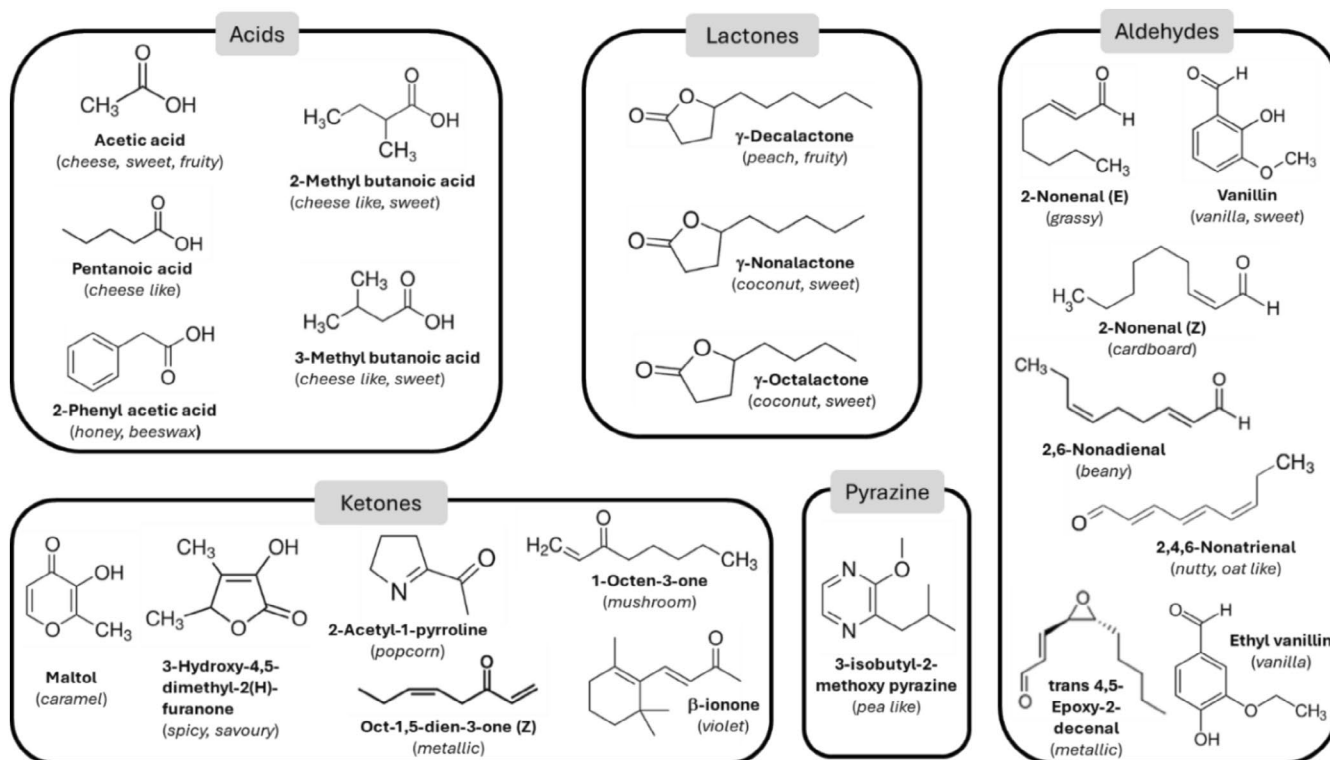 Acids
O
CH₃
OH
Acetic acid
(cheese, sweet, fruity)
O
H₃C
OH
CH₃
2-Methyl butanoic acid
(cheese like, sweet)
O
OH
Pentanoic acid
(cheese like)
CH₃
O
H₃C
OH
3-Methyl butanoic acid
(cheese like, sweet)
OH
O
2-Phenyl acetic acid
(honey, beeswax)
Lactones
O
O
γ-Decalactone
(peach, fruity)
O
O
γ-Nonalactone
(coconut, sweet)
O
O
γ-Octalactone
(coconut, sweet)
Aldehydes
O
H
CH₃
2-Nonenal (E)
(grassy)
O
H
OH
O
CH₃
Vanillin
(vanilla, sweet)
O
H₃C
H
2-Nonenal (Z)
(cardboard)
CH₃
O
H
2,6-Nonadienal
(beany)
CH₃
O
2,4,6-Nonatrienal
(nutty, oat like)
O
O
trans 4,5-
Epoxy-2-
decenal
(metallic)
O
H
Ethyl vanillin
(vanilla)
O
CH₃
OH
Ketones
O
OH
O
CH₃
Maltol
(caramel)
CH₃
OH
CH₃
O
O
3-Hydroxy-4,5-
dimethyl-2(H)-
furanone
(spicy, savoury)
N
O
2-Acetyl-1-pyrroline
(popcorn)
O
Oct-1,5-dien-3-one (Z)
(metallic)
O
H₂C
CH₃
1-Octen-3-one
(mushroom)
O
β-ionone
(violet)
Pyrazine
N
O
N
3-isobutyl-2-
methoxy pyrazine
(pea like)